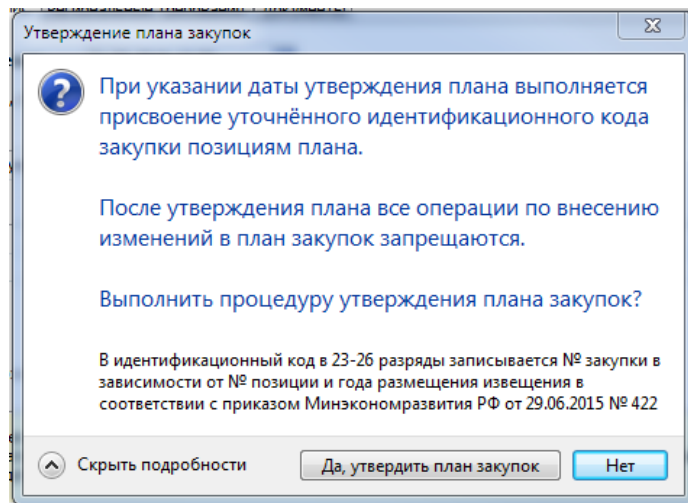 Утверждение плана закупок
При указании даты утверждения плана выполняется
присвоение уточнённого идентификационного кода
закупки позициям плана.
После утверждения плана все операции по внесению
изменений в план закупок запрещаются.
Выполнить процедуру утверждения плана закупок?
В идентификационный код в 23-26 разряды записывается № закупки в
зависимости от № позиции и года размещения извещения в
соответствии с приказом Минэкономразвития РФ от 29.06.2015 № 422
Скрыть подробности
Да, утвердить план закупок
Нет